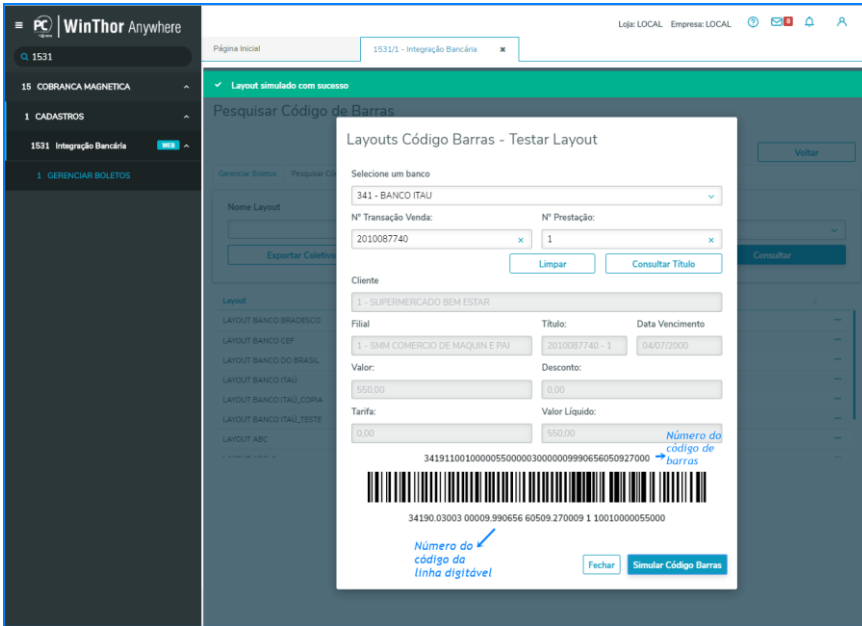 PC | WinThor Anywhere
Loja: LOCAL Empresa: LOCAL
1531
Página Inicial
1531/1 - Integração Bancária
15 COBRANCA MAGNETICA
1 CADASTROS
1531 Integração Bancária WEB
1 GERENCIAR BOLETOS
Layout simulado com sucesso
Pesquisar Código de Barras
Voltar
Gerenciar Boletos Pesquisar
Nome Layout
Exportar Coletivo
Consultar
Layout
LAYOUT BANCO BRADESCO
LAYOUT BANCO CEF
LAYOUT BANCO DO BRASIL
LAYOUT BANCO ITAÚ
LAYOUT BANCO ITAÚ_COPIA
LAYOUT BANCO ITAÚ_TESTE
LAYOUT ABC
Layouts Código Barras - Testar Layout
Selecione um banco
341 - BANCO ITAU
Nº Transação Venda: Nº Prestação:
2010087740 1
Limpar Consultar Título
Cliente
1 - SUPERMERCADO BEM ESTAR
Filial Título: Data Vencimento
1 - SMM COMERCIO DE MAQUIN E PAI 2010087740 - 1 04/07/2000
Valor: Desconto:
550,00 0,00
Tarifa: Valor Líquido:
0,00 550,00
Número do
código de
barras
34191100100000550000030000009990656050927000
34190.03003 00009.990656 60509.270009 1 10010000055000
Número do
código da
linha digitável
Fechar Simular Código Barras